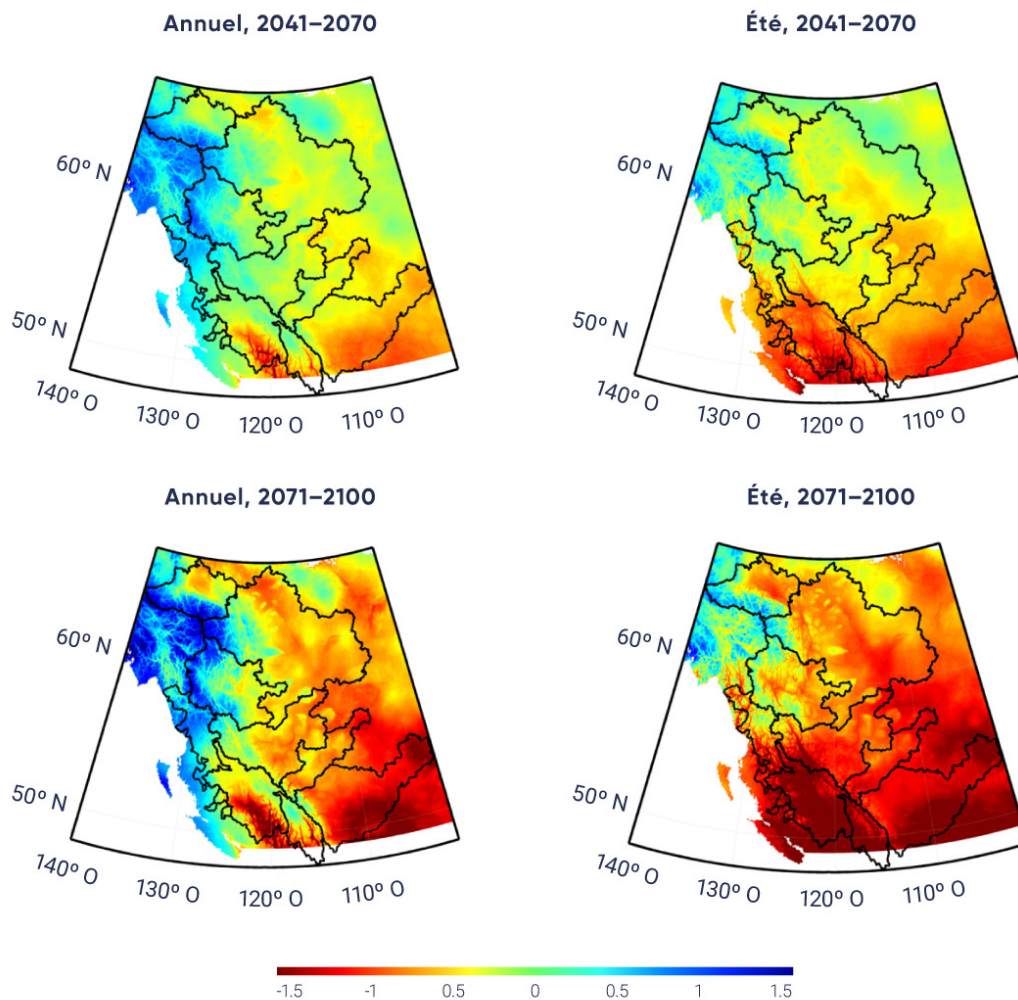 Annuel, 2041–2070
Été, 2041–2070
60° N
50° N
140° O
130° O
120° O
110° O
60° N
50° N
140° O
130° O
120° O
110° O
Annuel, 2071–2100
Été, 2071–2100
60° N
50° N
140° O
130° O
120° O
110° O
60° N
50° N
140° O
130° O
120° O
110° O
-1.5 -1 0.5 0 0.5 1 1.5